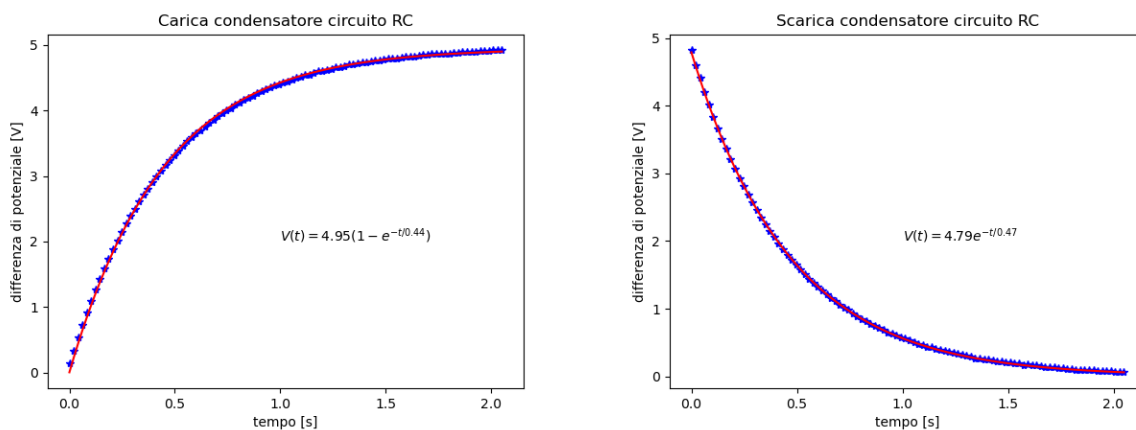 Carica condensatore circuito RC
differenza di potenziale [V]
5
4
3
2
1
0
V(t) = 4.95(1 − e^{−t/0.44})
0.0 0.5 1.0 1.5 2.0
tempo [s]
Scarica condensatore circuito RC
differenza di potenziale [V]
5
4
3
2
1
0
V(t) = 4.79e^{−t/0.47}
0.0 0.5 1.0 1.5 2.0
tempo [s]